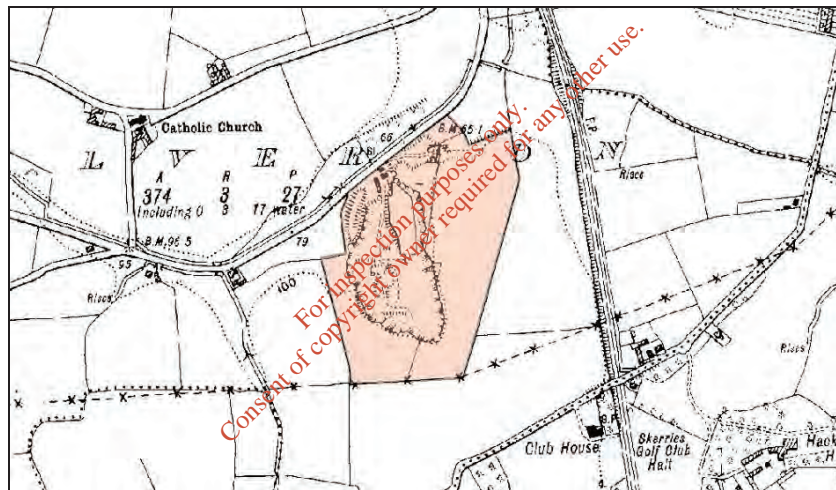 Catholic Church
L V E R O N
A R P
374 3 27
Including 0 3 17 water
B.M. 96·5
95
79
66
B.M. 65·1
100
F.P.
Rises
Rises
Rises
S.P.
Club House
Skerries
Golf Club
Halt
Hack
H
For inspection purposes only.
Consent of copyright owner required for any other use.